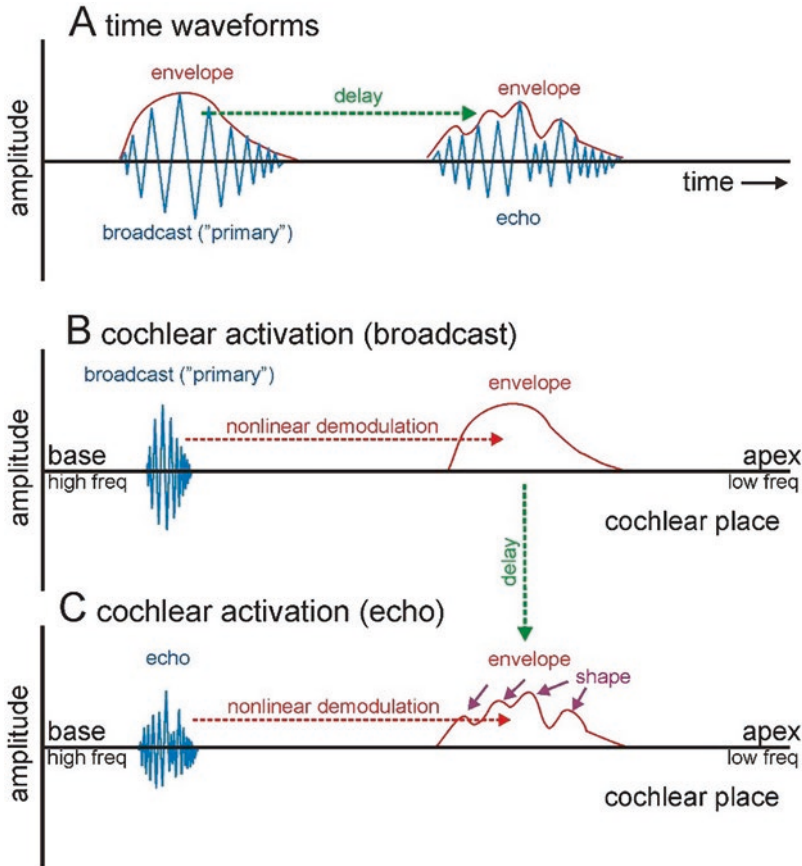 A time waveforms
envelope
envelope
delay
amplitude
time
broadcast ("primary")
echo
B cochlear activation (broadcast)
broadcast ("primary")
envelope
nonlinear demodulation
amplitude
base
apex
high freq
low freq
cochlear place
delay
C cochlear activation (echo)
echo
envelope
shape
nonlinear demodulation
amplitude
base
apex
high freq
low freq
cochlear place